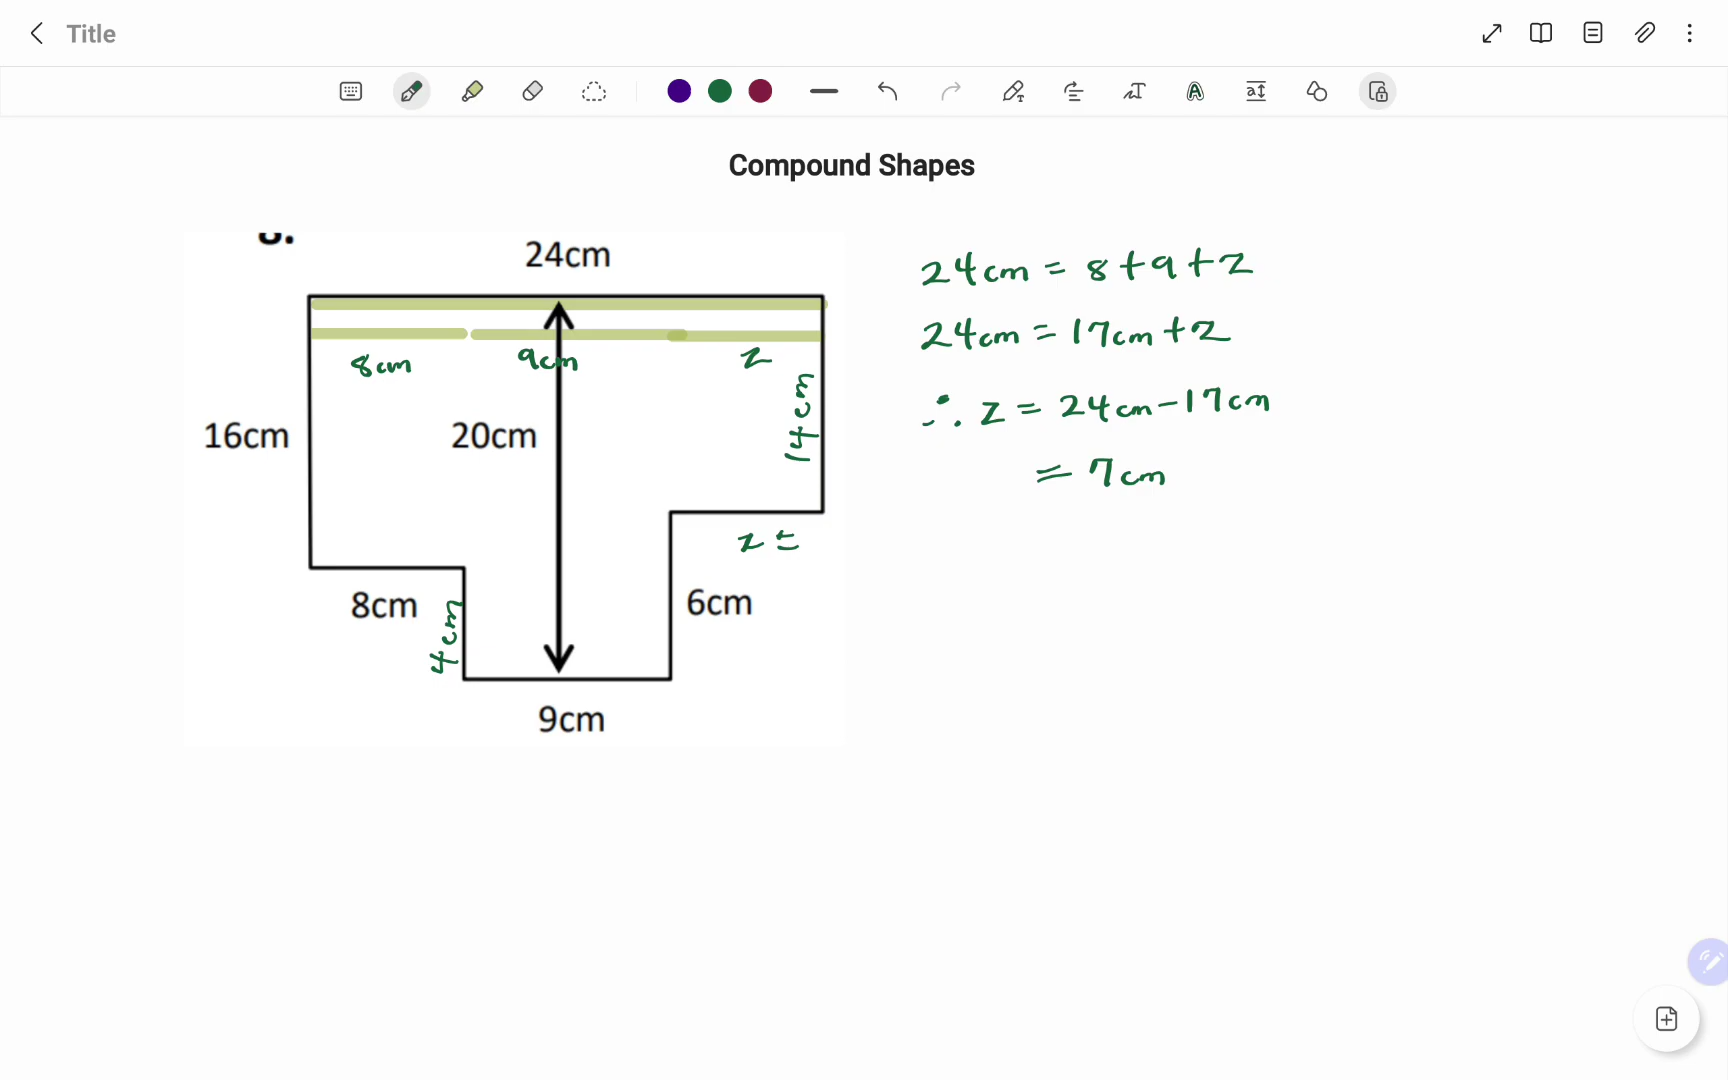 Title
Compound Shapes
24cm
8cm
9cm
z
14cm
16cm
20cm
z =
8cm
4cm
6cm
9cm
24cm = 8+9+z
24cm = 17cm+z
∴ z = 24cm-17cm
= 7cm